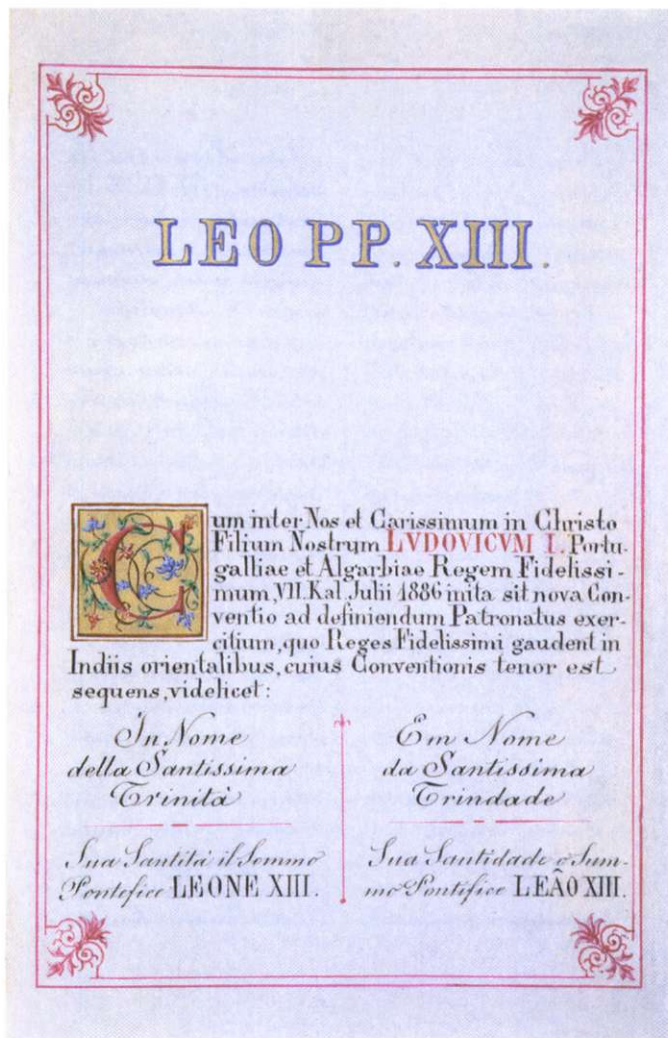 LEO PP. XIII.
Cum inter Nos et Carissimum in Christo
Filium Nostrum LVDOVICVM I. Portu-
galliae et Algarbiae Regem Fidelissi-
mum, VII. Kal. Julii 1886 inita sit nova Con-
ventio ad definiendum Patronatus exer-
citium, quo Reges Fidelissimi gaudent in
Indiis orientalibus, cuius Conventionis tenor est
sequens, videlicet:
In Nome
della Santissima
Trinità
Sua Santità il Sommo
Pontefice LEONE XIII.
Em Nome
da Santissima
Trindade
Sua Santidade o Sum-
mo Pontifice LEÃO XIII.